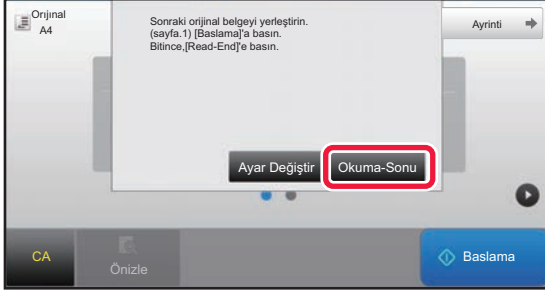 Orıjınal
A4
Sonraki orijinal belgeyi yerleştirin.
(sayfa.1) [Baslama]'a basın.
Bitince,[Read-End]'e basın.
Ayrinti
Ayar Değiştir
Okuma-Sonu
CA
Önizle
Baslama